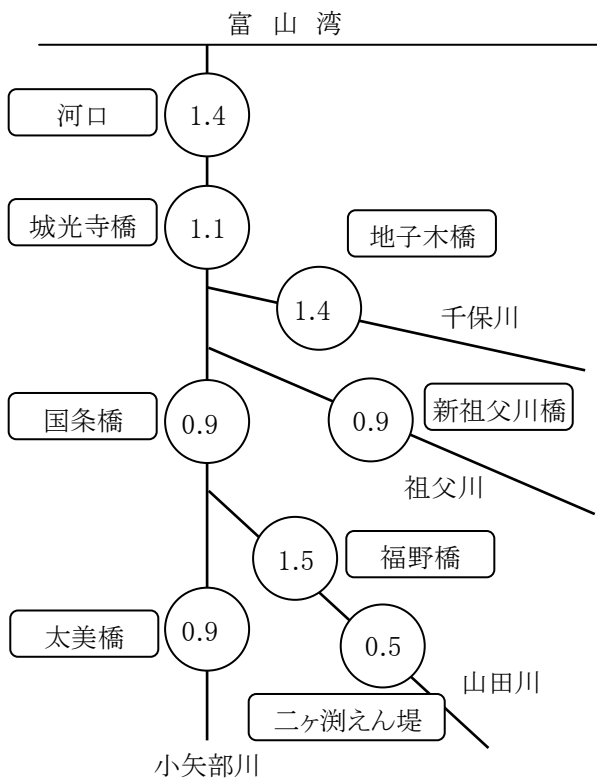 富山湾
河口
1.4
城光寺橋
1.1
地子木橋
1.4
千保川
国条橋
0.9
0.9
新祖父川橋
祖父川
1.5
福野橋
太美橋
0.9
0.5
山田川
二ヶ渕えん堤
小矢部川